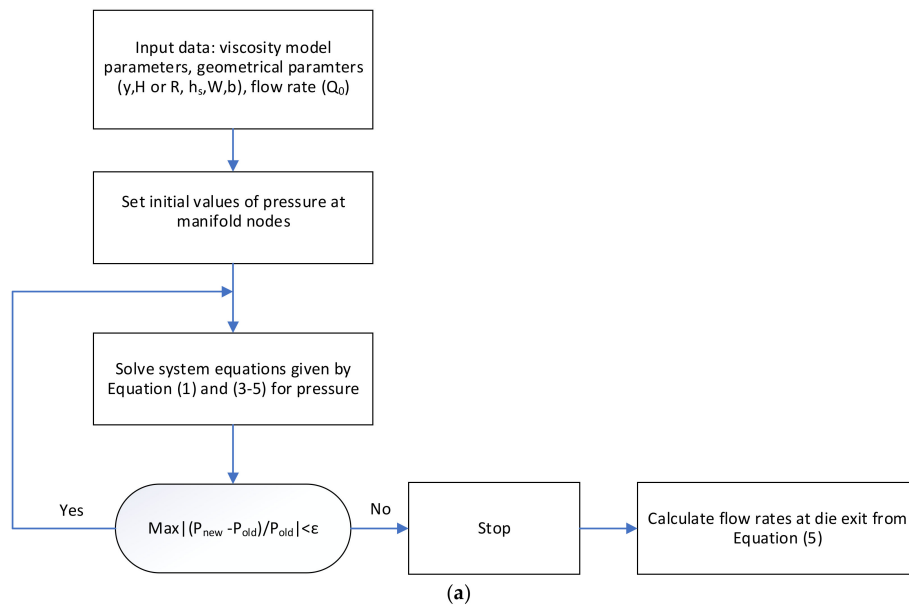 Input data: viscosity model
parameters, geometrical paramters
(y,H or R, hₛ,W,b), flow rate (Q₀)
Set initial values of pressure at
manifold nodes
Solve system equations given by
Equation (1) and (3-5) for pressure
Yes
Max|(Pₙₑw -Pₒₗd)/Pₒₗd|<ε
No
Stop
Calculate flow rates at die exit from
Equation (5)
(a)